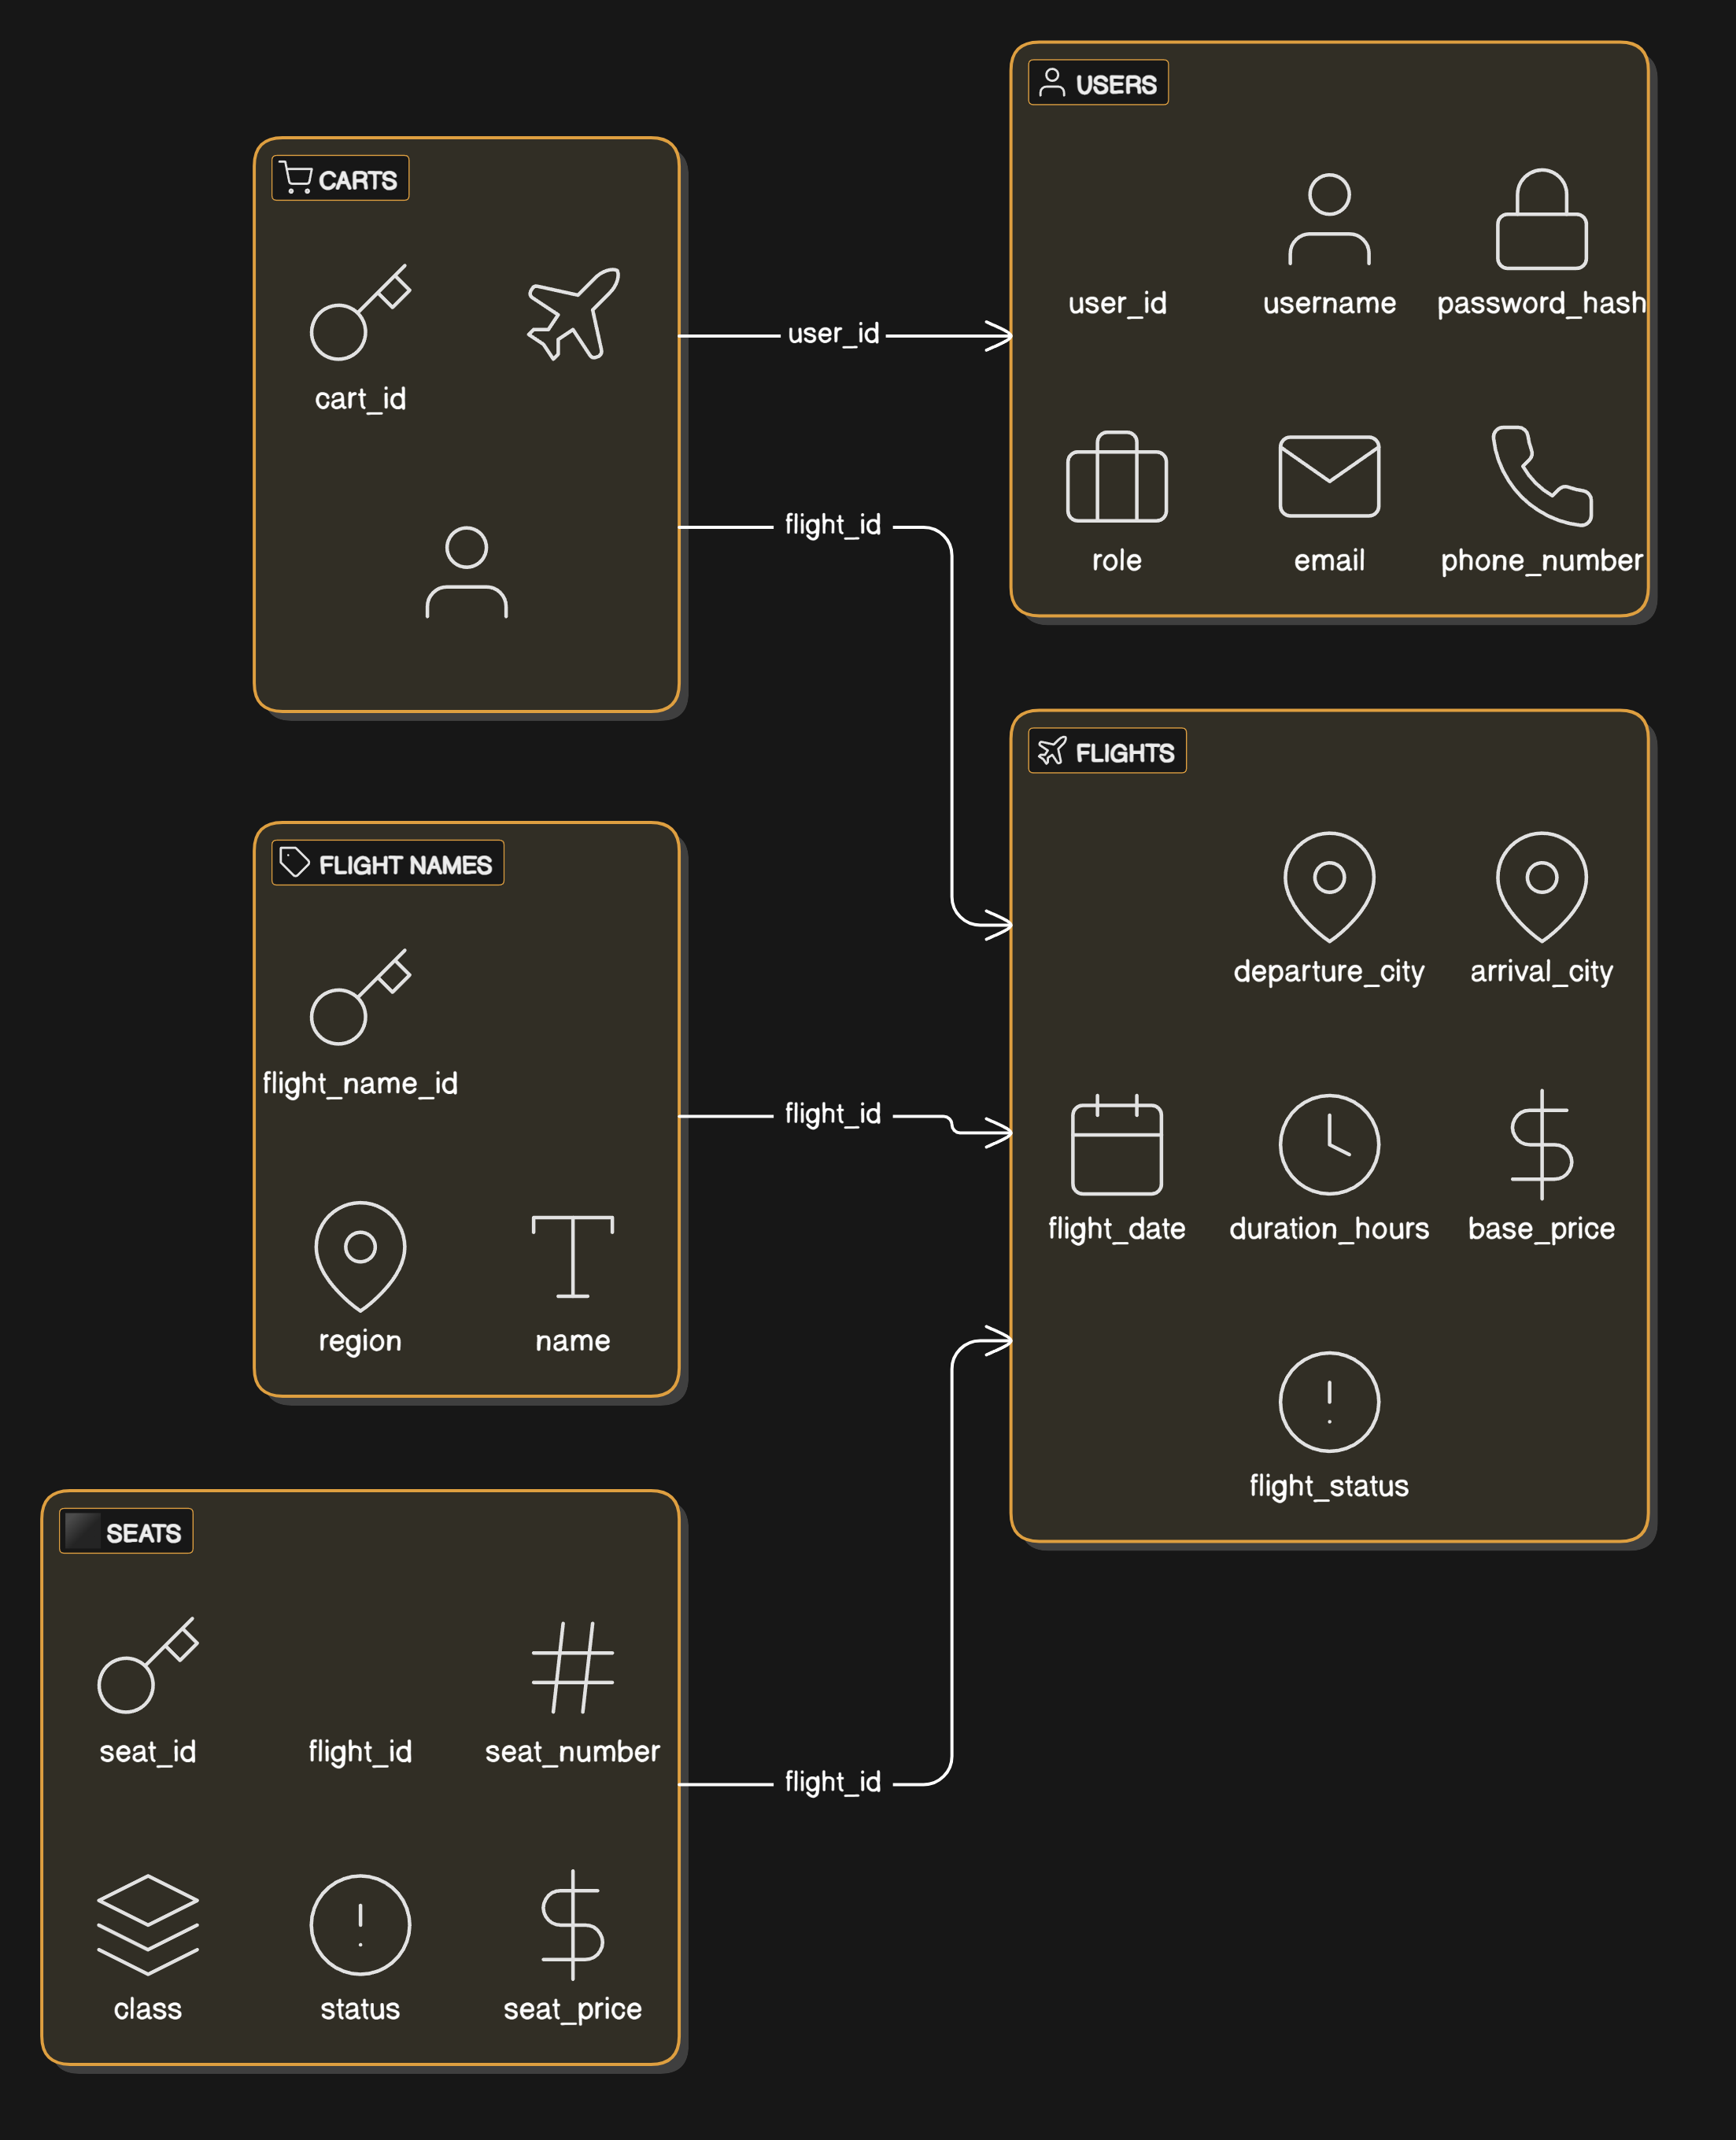 USERS
user_id
username
password_hash
role
email
phone_number
CARTS
cart_id
user_id
flight_id
FLIGHTS
departure_city
arrival_city
flight_date
duration_hours
base_price
flight_status
FLIGHT NAMES
flight_name_id
region
name
flight_id
SEATS
seat_id
flight_id
seat_number
class
status
seat_price
flight_id